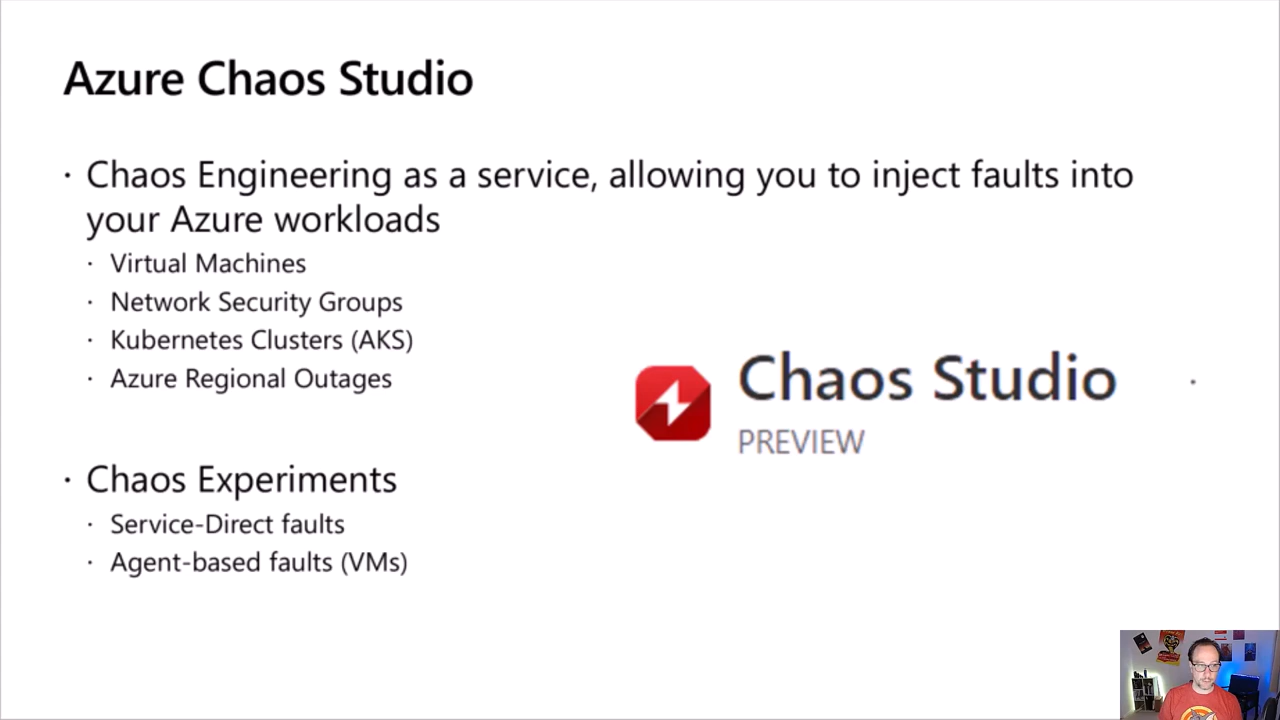 Azure Chaos Studio
· Chaos Engineering as a service, allowing you to inject faults into
your Azure workloads
· Virtual Machines
· Network Security Groups
· Kubernetes Clusters (AKS)
· Azure Regional Outages
Chaos Studio
PREVIEW
· Chaos Experiments
· Service-Direct faults
· Agent-based faults (VMs)